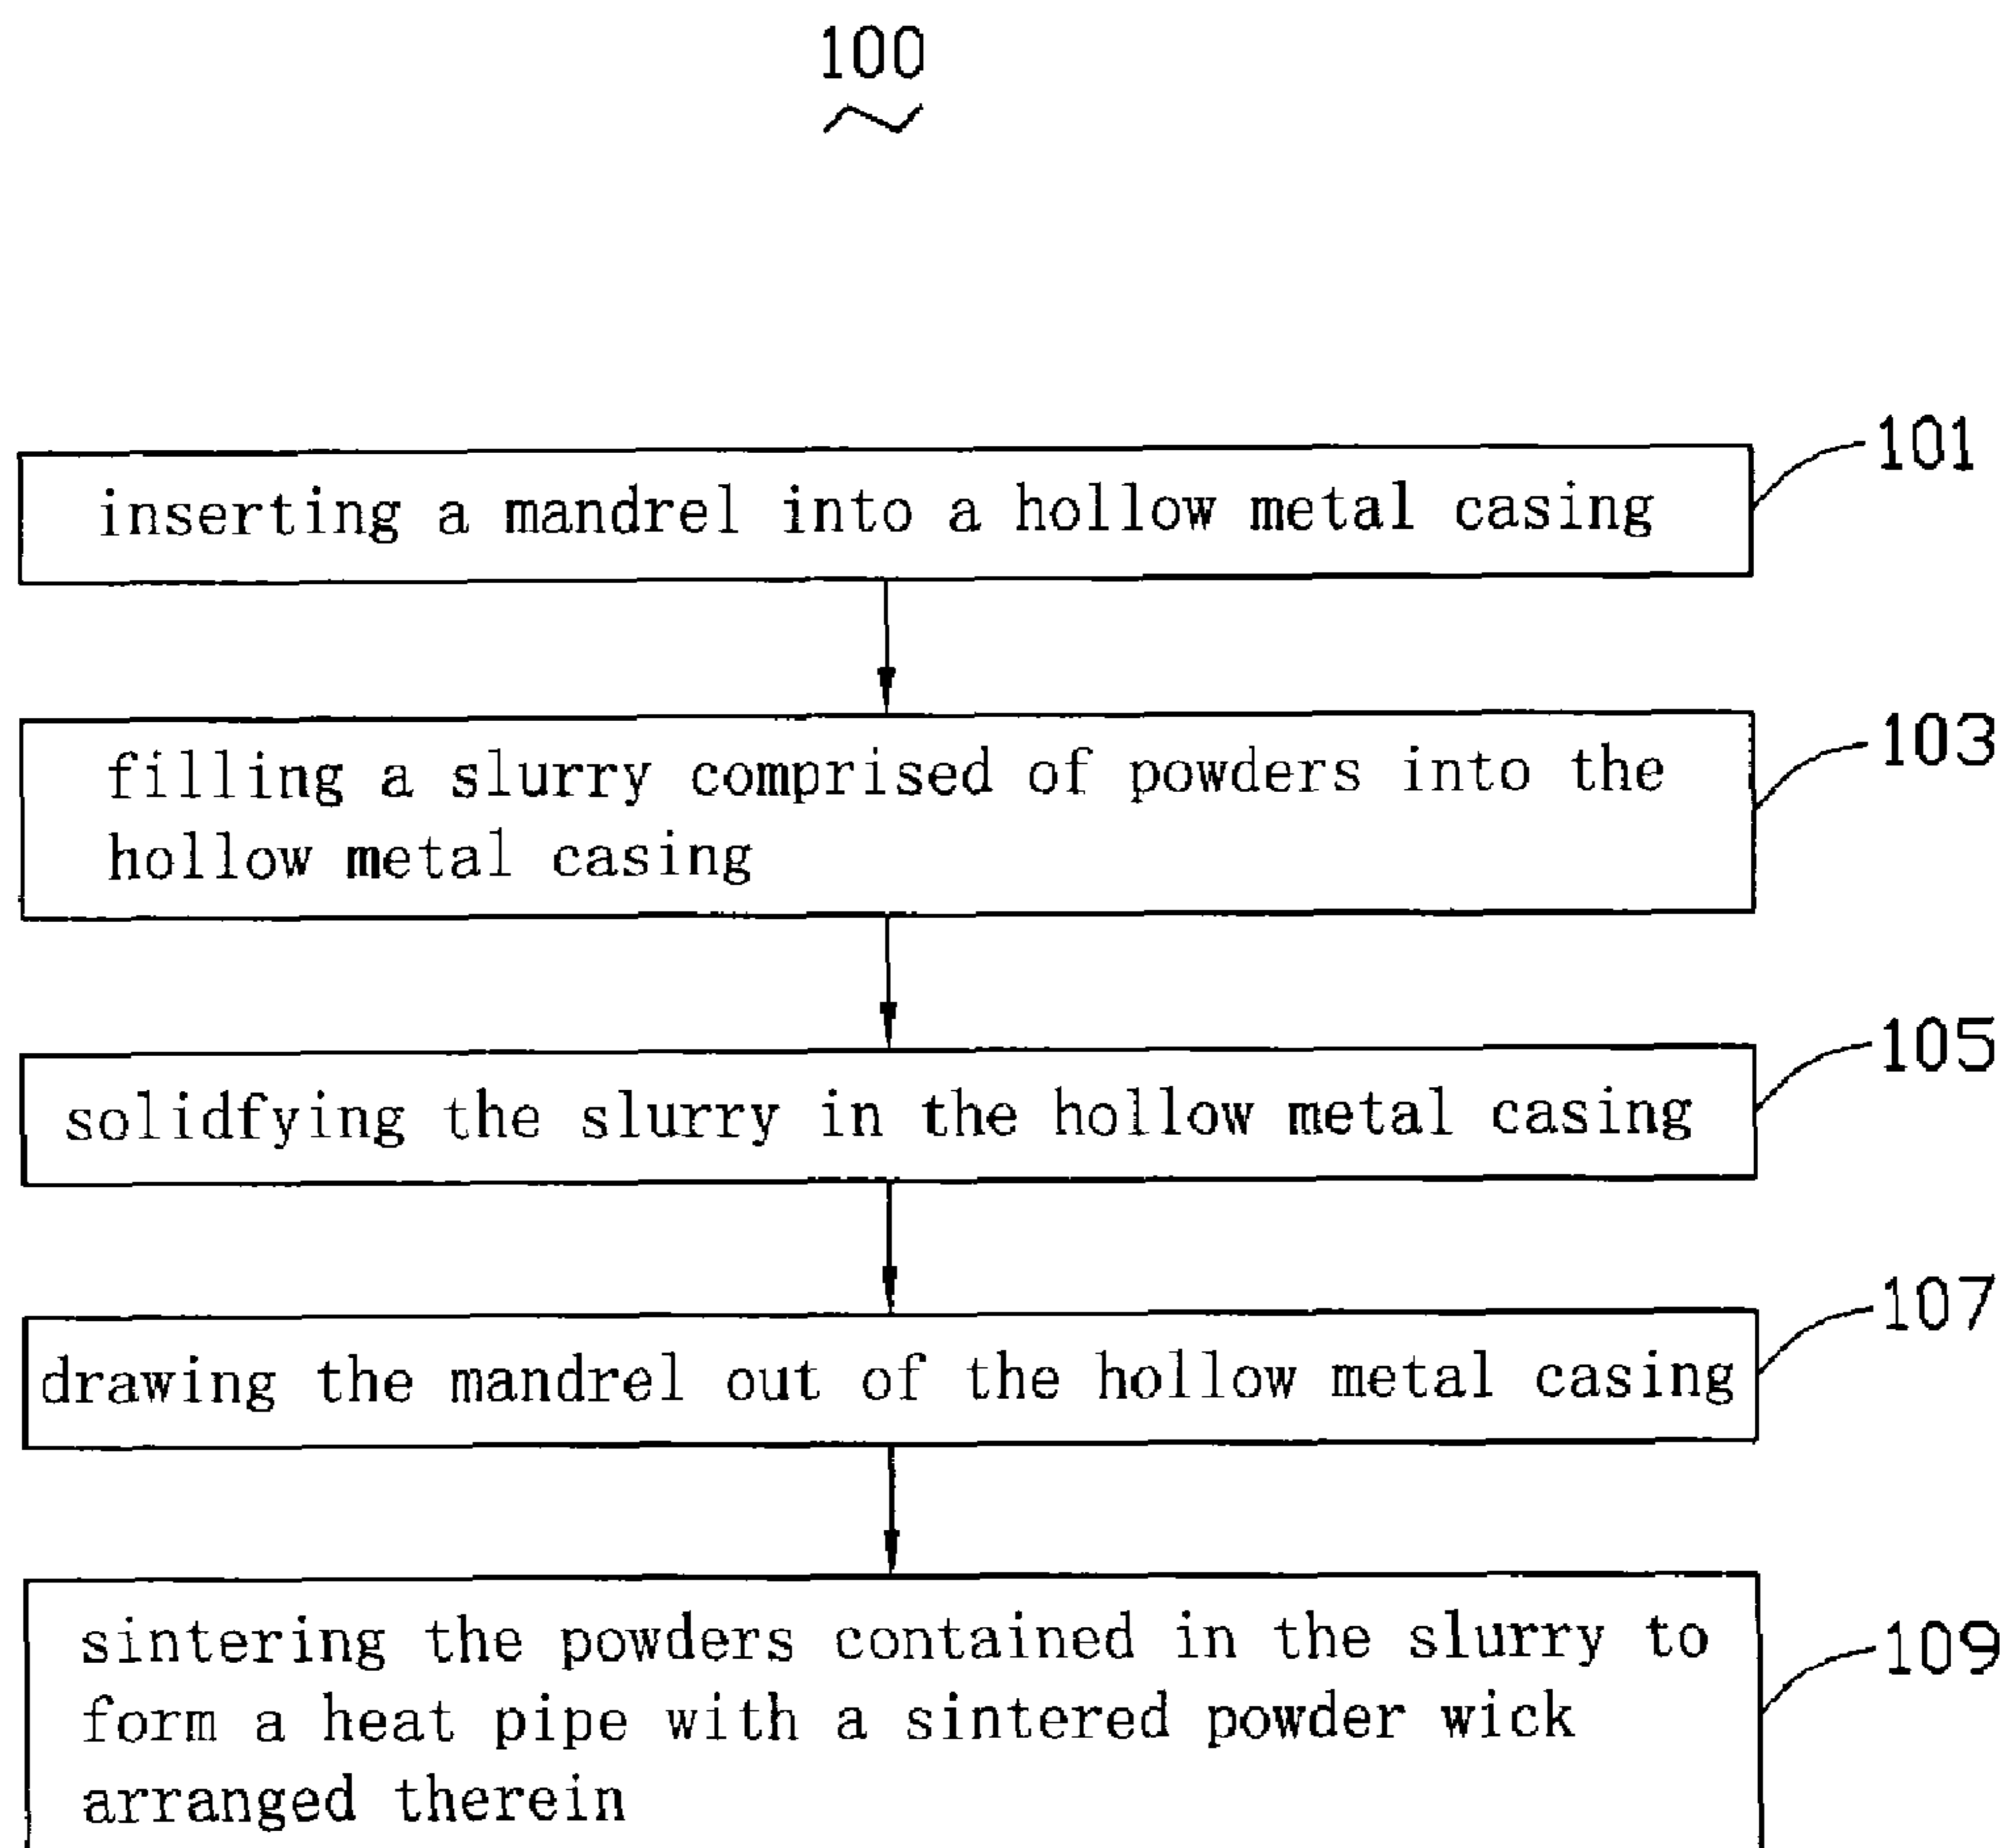 100
101
inserting a mandrel into a hollow metal casing
103
filling a slurry comprised of powders into the
hollow metal casing
105
solidfying the slurry in the hollow metal casing
107
drawing the mandrel out of the hollow metal casing
109
sintering the powders contained in the slurry to
form a heat pipe with a sintered powder wick
arranged therein